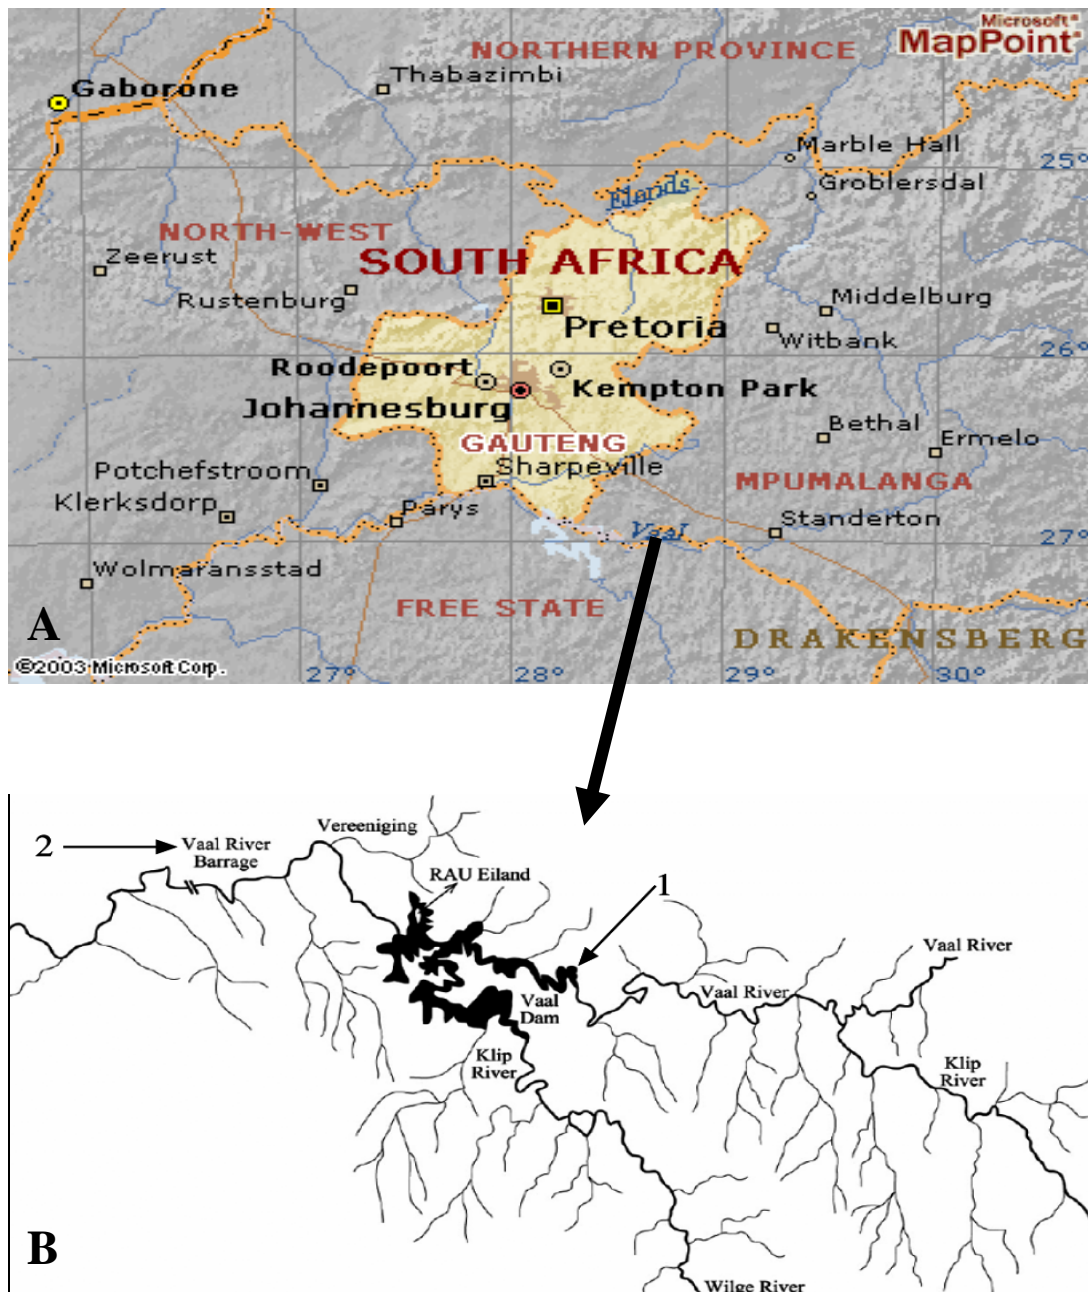 Microsoft®
MapPoint®
NORTHERN PROVINCE
Thabazimbi
Gaborone
Marble Hall
25°
Groblersdal
Elands
NORTH-WEST
SOUTH AFRICA
Zeerust
Rustenburg
Middelburg
Pretoria
Witbank
26°
Roodepoort
Kempton Park
Johannesburg
Bethal
Ermelo
GAUTENG
Sharpeville
Potchefstroom
MPUMALANGA
Klerksdorp
Parys
Standerton
Vaal
27°
Wolmaransstad
FREE STATE
A
DRAKENSBERG
©2003 Microsoft Corp.
27°
28°
29°
30°
Vereeniging
2
Vaal River
Barrage
RAU Eiland
1
Vaal River
Vaal River
Vaal
Dam
Klip
River
Klip
River
B
Wilge River